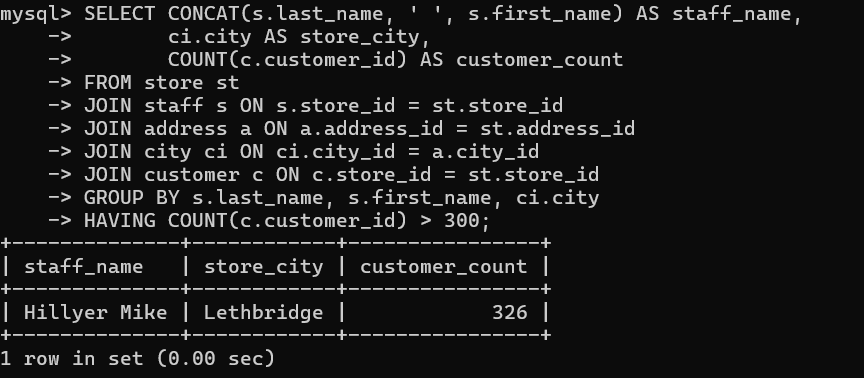 mysql> SELECT CONCAT(s.last_name, ' ', s.first_name) AS staff_name,
    ->        ci.city AS store_city,
    ->        COUNT(c.customer_id) AS customer_count
    -> FROM store st
    -> JOIN staff s ON s.store_id = st.store_id
    -> JOIN address a ON a.address_id = st.address_id
    -> JOIN city ci ON ci.city_id = a.city_id
    -> JOIN customer c ON c.store_id = st.store_id
    -> GROUP BY s.last_name, s.first_name, ci.city
    -> HAVING COUNT(c.customer_id) > 300;
+--------------+------------+----------------+
| staff_name   | store_city | customer_count |
+--------------+------------+----------------+
| Hillyer Mike | Lethbridge |            326 |
+--------------+------------+----------------+
1 row in set (0.00 sec)